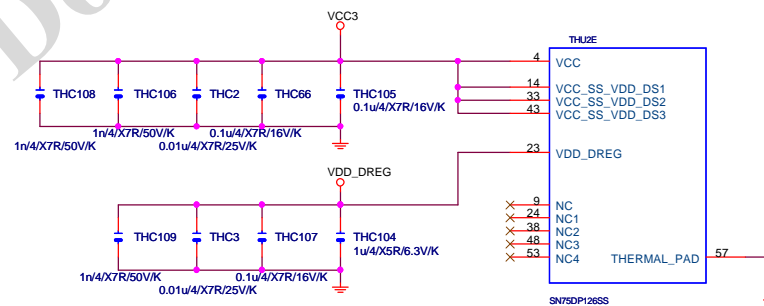 VCC3
THU2E
4 VCC
THC108 THC106 THC2 THC66 THC105
0.1u/4/X7R/16V/K
14 VCC_SS_VDD_DS1
33 VCC_SS_VDD_DS2
43 VCC_SS_VDD_DS3
1n/4/X7R/50V/K 0.1u/4/X7R/16V/K
1n/4/X7R/50V/K 0.01u/4/X7R/25V/K
23 VDD_DREG
VDD_DREG
9 NC
24 NC1
38 NC2
48 NC3
53 NC4
THERMAL_PAD 57
THC109 THC3 THC107 THC104
1u/4/X5R/6.3V/K
1n/4/X7R/50V/K 0.1u/4/X7R/16V/K
0.01u/4/X7R/25V/K
SN75DP126SS